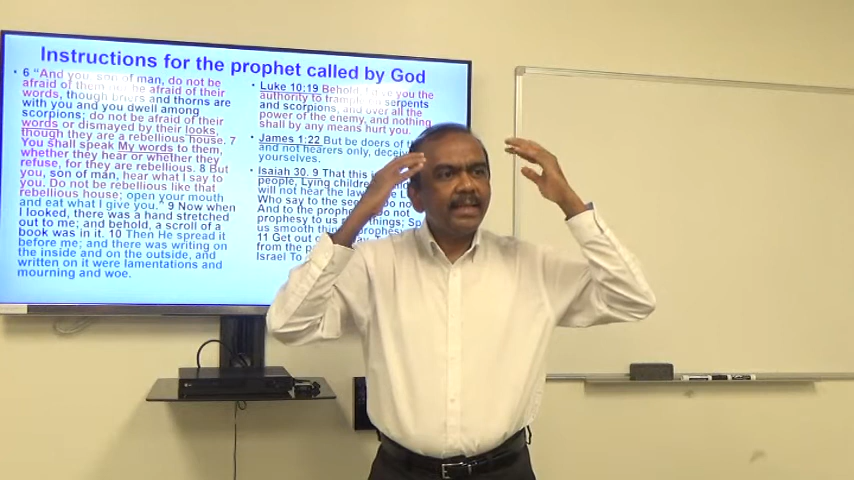 Instructions for the prophet called by God
• 6 "And you, son of man, do not be
afraid of them nor be afraid of their
words, though briers and thorns are
with you and you dwell among
scorpions; do not be afraid of their
words or dismayed by their looks,
though they are a rebellious house. 7
You shall speak My words to them,
whether they hear or whether they
refuse, for they are rebellious. 8 But
you, son of man, hear what I say to
you. Do not be rebellious like that
rebellious house; open your mouth
and eat what I give you." 9 Now when
I looked, there was a hand stretched
out to me; and behold, a scroll of a
book was in it. 10 Then He spread it
before me; and there was writing on
the inside and on the outside, and
written on it were lamentations and
mourning and woe.
• Luke 10:19 Behold, I give you the
authority to trample on serpents
and scorpions, and over all the
power of the enemy, and nothing
shall by any means hurt you.
• James 1:22 But be doers of
and not hearers only,
yourselves.
• Isaiah 30. 9 That this is
people, Lying
will not hear the
Who say to the
And to the
prophesy to us things;
us smooth
11 Get out of
from the
Israel